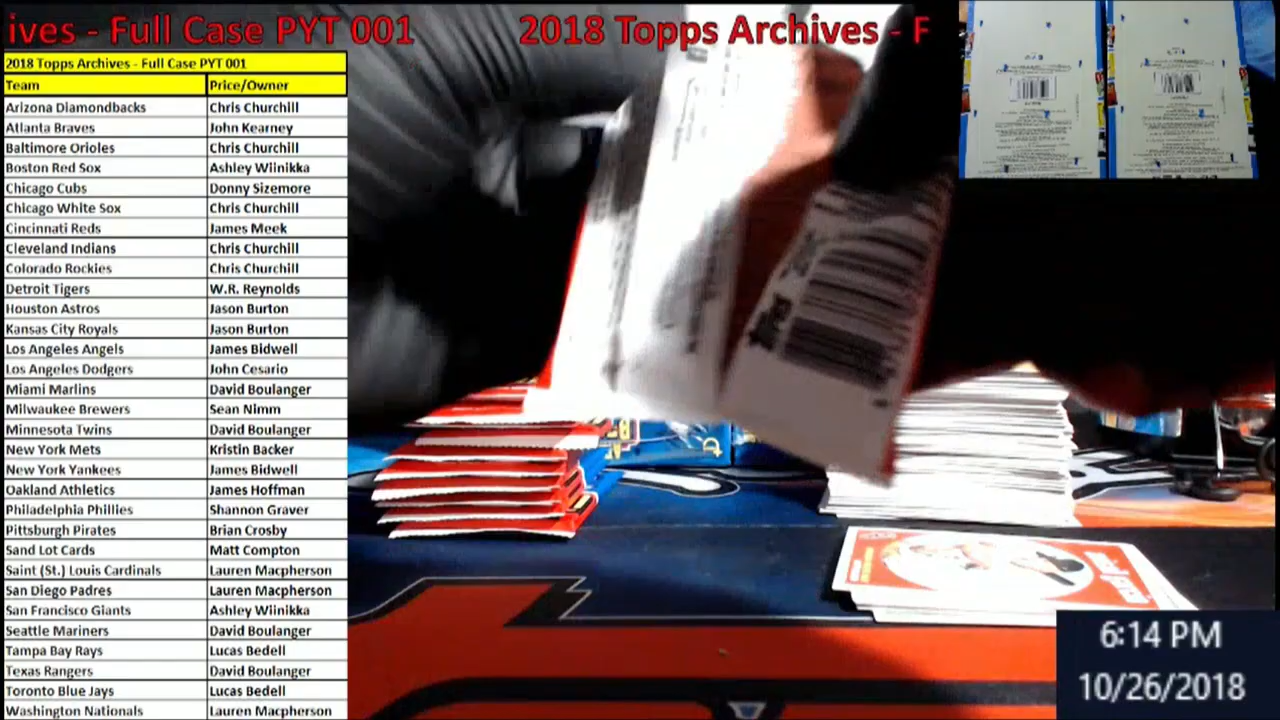 ives - Full Case PYT 001 2018 Topps Archives - F
2018 Topps Archives - Full Case PYT 001
Team Price/Owner
Arizona Diamondbacks Chris Churchill
Atlanta Braves John Kearney
Baltimore Orioles Chris Churchill
Boston Red Sox Ashley Wiinikka
Chicago Cubs Donny Sizemore
Chicago White Sox Chris Churchill
Cincinnati Reds James Meek
Cleveland Indians Chris Churchill
Colorado Rockies Chris Churchill
Detroit Tigers W.R. Reynolds
Houston Astros Jason Burton
Kansas City Royals Jason Burton
Los Angeles Angels James Bidwell
Los Angeles Dodgers John Cesario
Miami Marlins David Boulanger
Milwaukee Brewers Sean Nimm
Minnesota Twins David Boulanger
New York Mets Kristin Backer
New York Yankees James Bidwell
Oakland Athletics James Hoffman
Philadelphia Phillies Shannon Graver
Pittsburgh Pirates Brian Crosby
Sand Lot Cards Matt Compton
Saint (St.) Louis Cardinals Lauren Macpherson
San Diego Padres Lauren Macpherson
San Francisco Giants Ashley Wiinikka
Seattle Mariners David Boulanger
Tampa Bay Rays Lucas Bedell
Texas Rangers David Boulanger
Toronto Blue Jays Lucas Bedell
Washington Nationals Lauren Macpherson
Topps
6:14 PM
10/26/2018